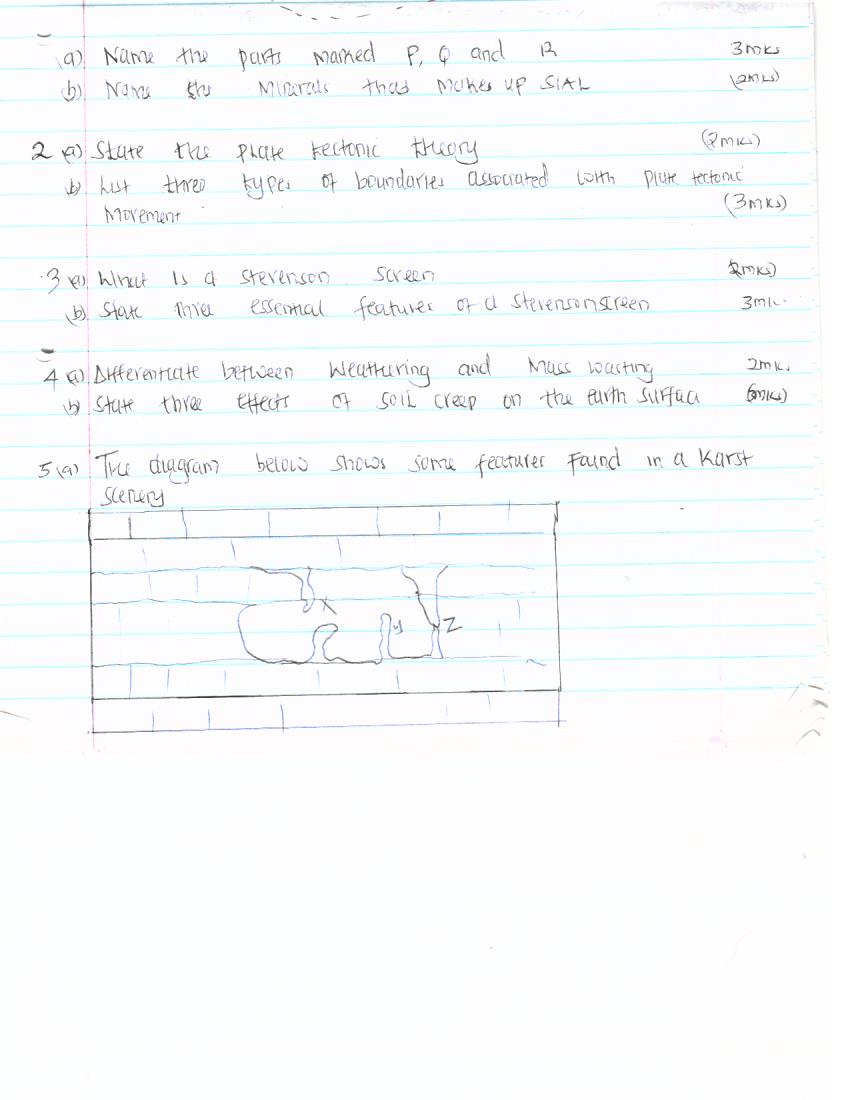 (a) Name the parts marked P, Q and R 3mks
(b) Name the Minerals that makes up SIAL (2mks)
2 (a) State the plate tectonic theory (2mks)
(b) List three types of boundaries associated with plate tectonic
Movement (3mks)
3 (a) What is a stevenson screen (2mks)
(b) State three essential features of a stevenson screen 3mk.
4 (a) Differentiate between Weathering and Mass wasting 2mks
(b) State three effects of soil creep on the earth surface (3mks)
5 (a) The diagram below shows some features found in a Karst
scenery
X
y
Z